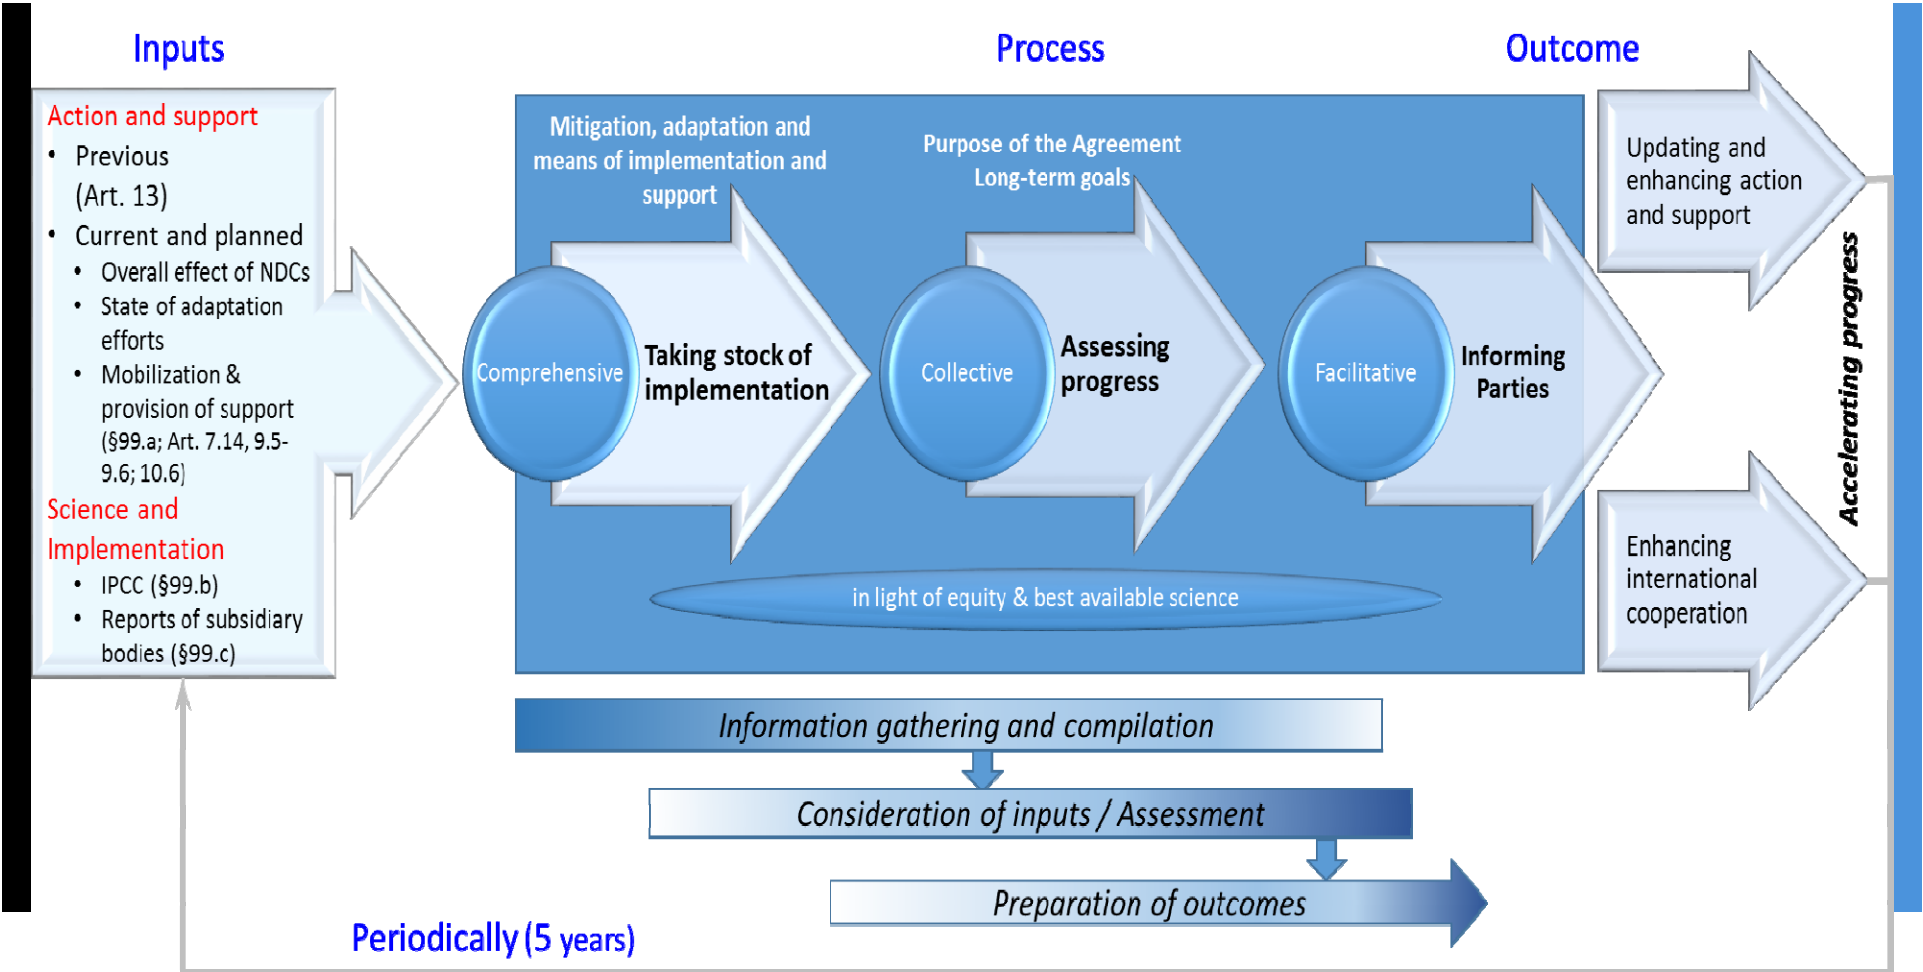 Inputs
Process
Outcome
Action and support
• Previous
(Art. 13)
• Current and planned
• Overall effect of NDCs
• State of adaptation
efforts
• Mobilization &
provision of support
(§99.a; Art. 7.14, 9.5-
9.6; 10.6)
Science and
Implementation
• IPCC (§99.b)
• Reports of subsidiary
bodies (§99.c)
Mitigation, adaptation and
means of implementation and
support
Comprehensive
Taking stock of
implementation
Purpose of the Agreement
Long-term goals
Collective
Assessing
progress
Facilitative
Informing
Parties
in light of equity & best available science
Updating and
enhancing action
and support
Enhancing
international
cooperation
Accelerating progress
Information gathering and compilation
Consideration of inputs / Assessment
Preparation of outcomes
Periodically (5 years)